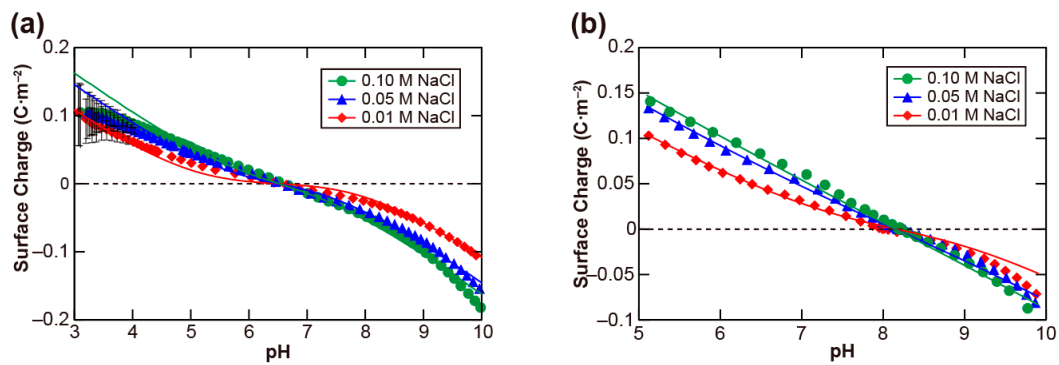 (a)
0.2
0.1
0
−0.1
−0.2
Surface Charge (C·m⁻²)
0.10 M NaCl
0.05 M NaCl
0.01 M NaCl
3 4 5 6 7 8 9 10
pH
(b)
0.2
0.15
0.1
0.05
0
−0.05
−0.1
Surface Charge (C·m⁻²)
0.10 M NaCl
0.05 M NaCl
0.01 M NaCl
5 6 7 8 9 10
pH